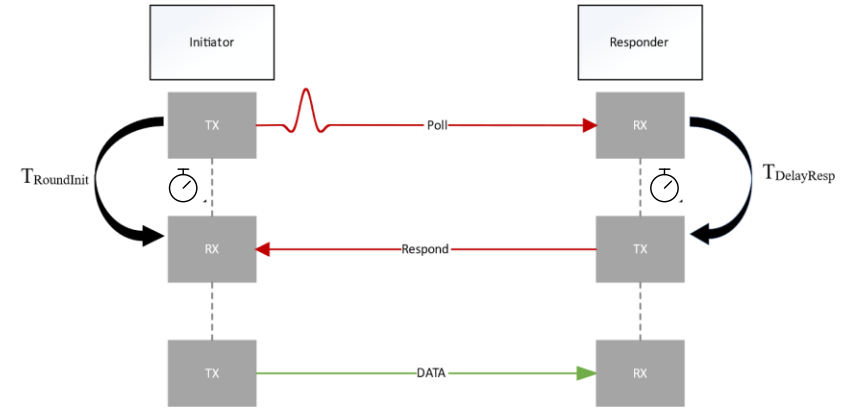 Initiator
Responder
TX
Poll
RX
T_RoundInit
T_DelayResp
RX
Respond
TX
TX
DATA
RX